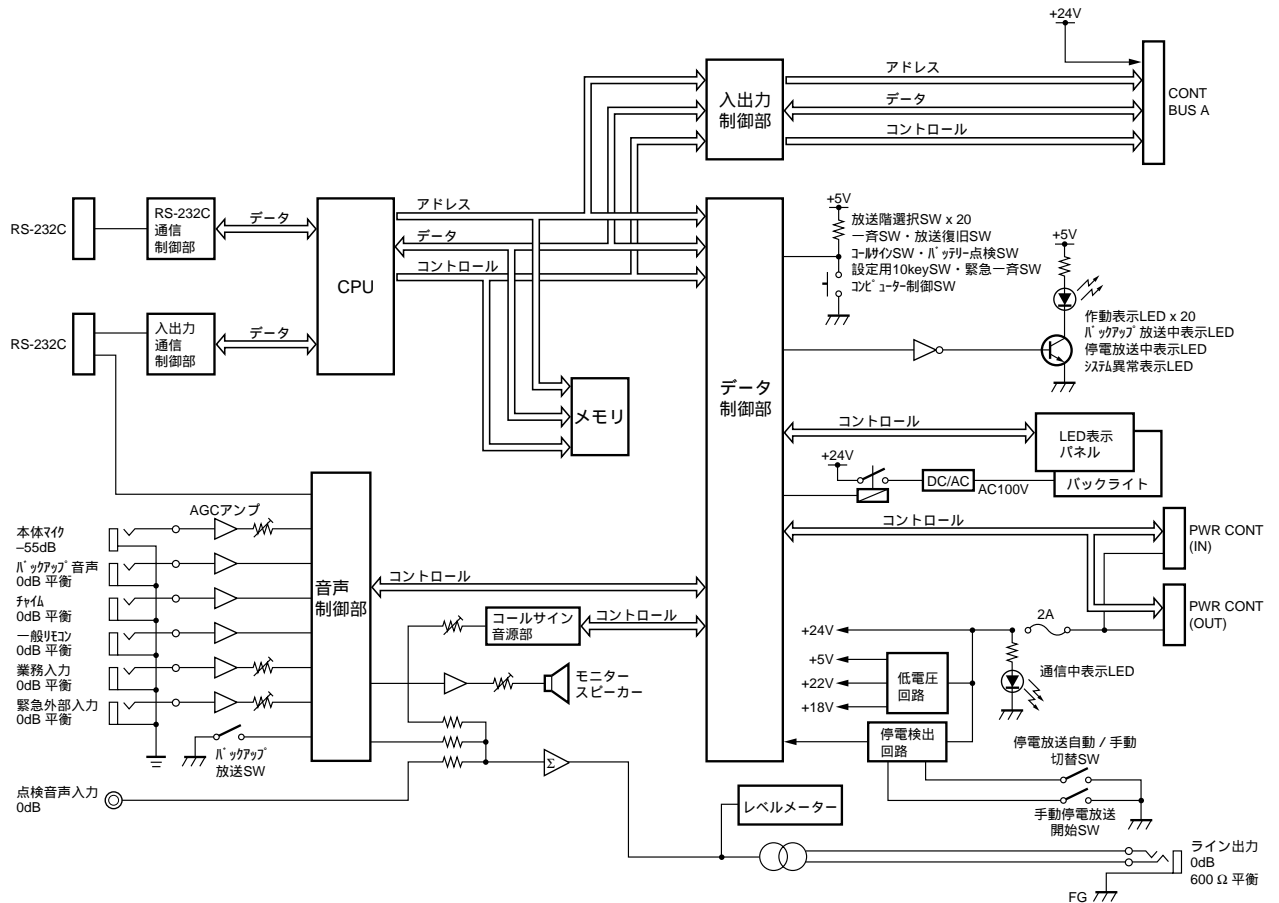 +24V
アドレス
データ
コントロール
入出力
制御部
CONT
BUS A
RS-232C
RS-232C
通信
制御部
データ
CPU
アドレス
データ
コントロール
RS-232C
入出力
通信
制御部
データ
メモリ
データ
制御部
+5V
放送階選択SW x 20
一斉SW・放送復旧SW
コールサインSW・バッテリー点検SW
設定用10keySW・緊急一斉SW
コンピューター制御SW
+5V
作動表示LED x 20
バックアップ放送中表示LED
停電放送中表示LED
システム異常表示LED
コントロール
LED表示
パネル
バックライト
+24V
DC/AC
AC100V
コントロール
PWR CONT
(IN)
PWR CONT
(OUT)
AGCアンプ
本体マイク
–55dB
バックアップ音声
0dB 平衡
チャイム
0dB 平衡
一般リモコン
0dB 平衡
業務入力
0dB 平衡
緊急外部入力
0dB 平衡
バックアップ
放送SW
点検音声入力
0dB
音声
制御部
コントロール
コールサイン
音源部
コントロール
モニター
スピーカー
Σ
+24V
+5V
+22V
+18V
低電圧
回路
2A
通信中表示LED
停電検出
回路
停電放送自動 / 手動
切替SW
手動停電放送
開始SW
レベルメーター
ライン出力
0dB
600 Ω 平衡
FG